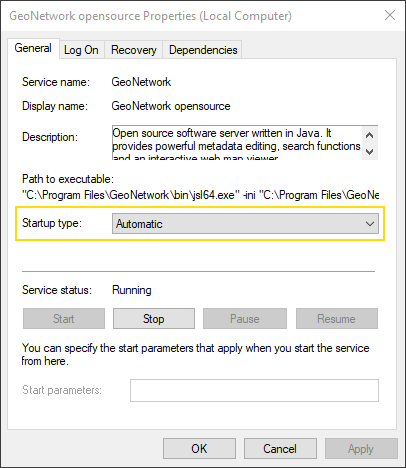 GeoNetwork opensource Properties (Local Computer)
General Log On Recovery Dependencies
Service name: GeoNetwork
Display name: GeoNetwork opensource
Description: Open source software server written in Java. It
provides powerful metadata editing, search functions
and an interactive web map viewer
Path to executable:
"C:\Program Files\GeoNetwork\bin\jsl64.exe" -ini "C:\Program Files\GeoNe
Startup type: Automatic
Service status: Running
Start Stop Pause Resume
You can specify the start parameters that apply when you start the service
from here.
Start parameters:
OK Cancel Apply